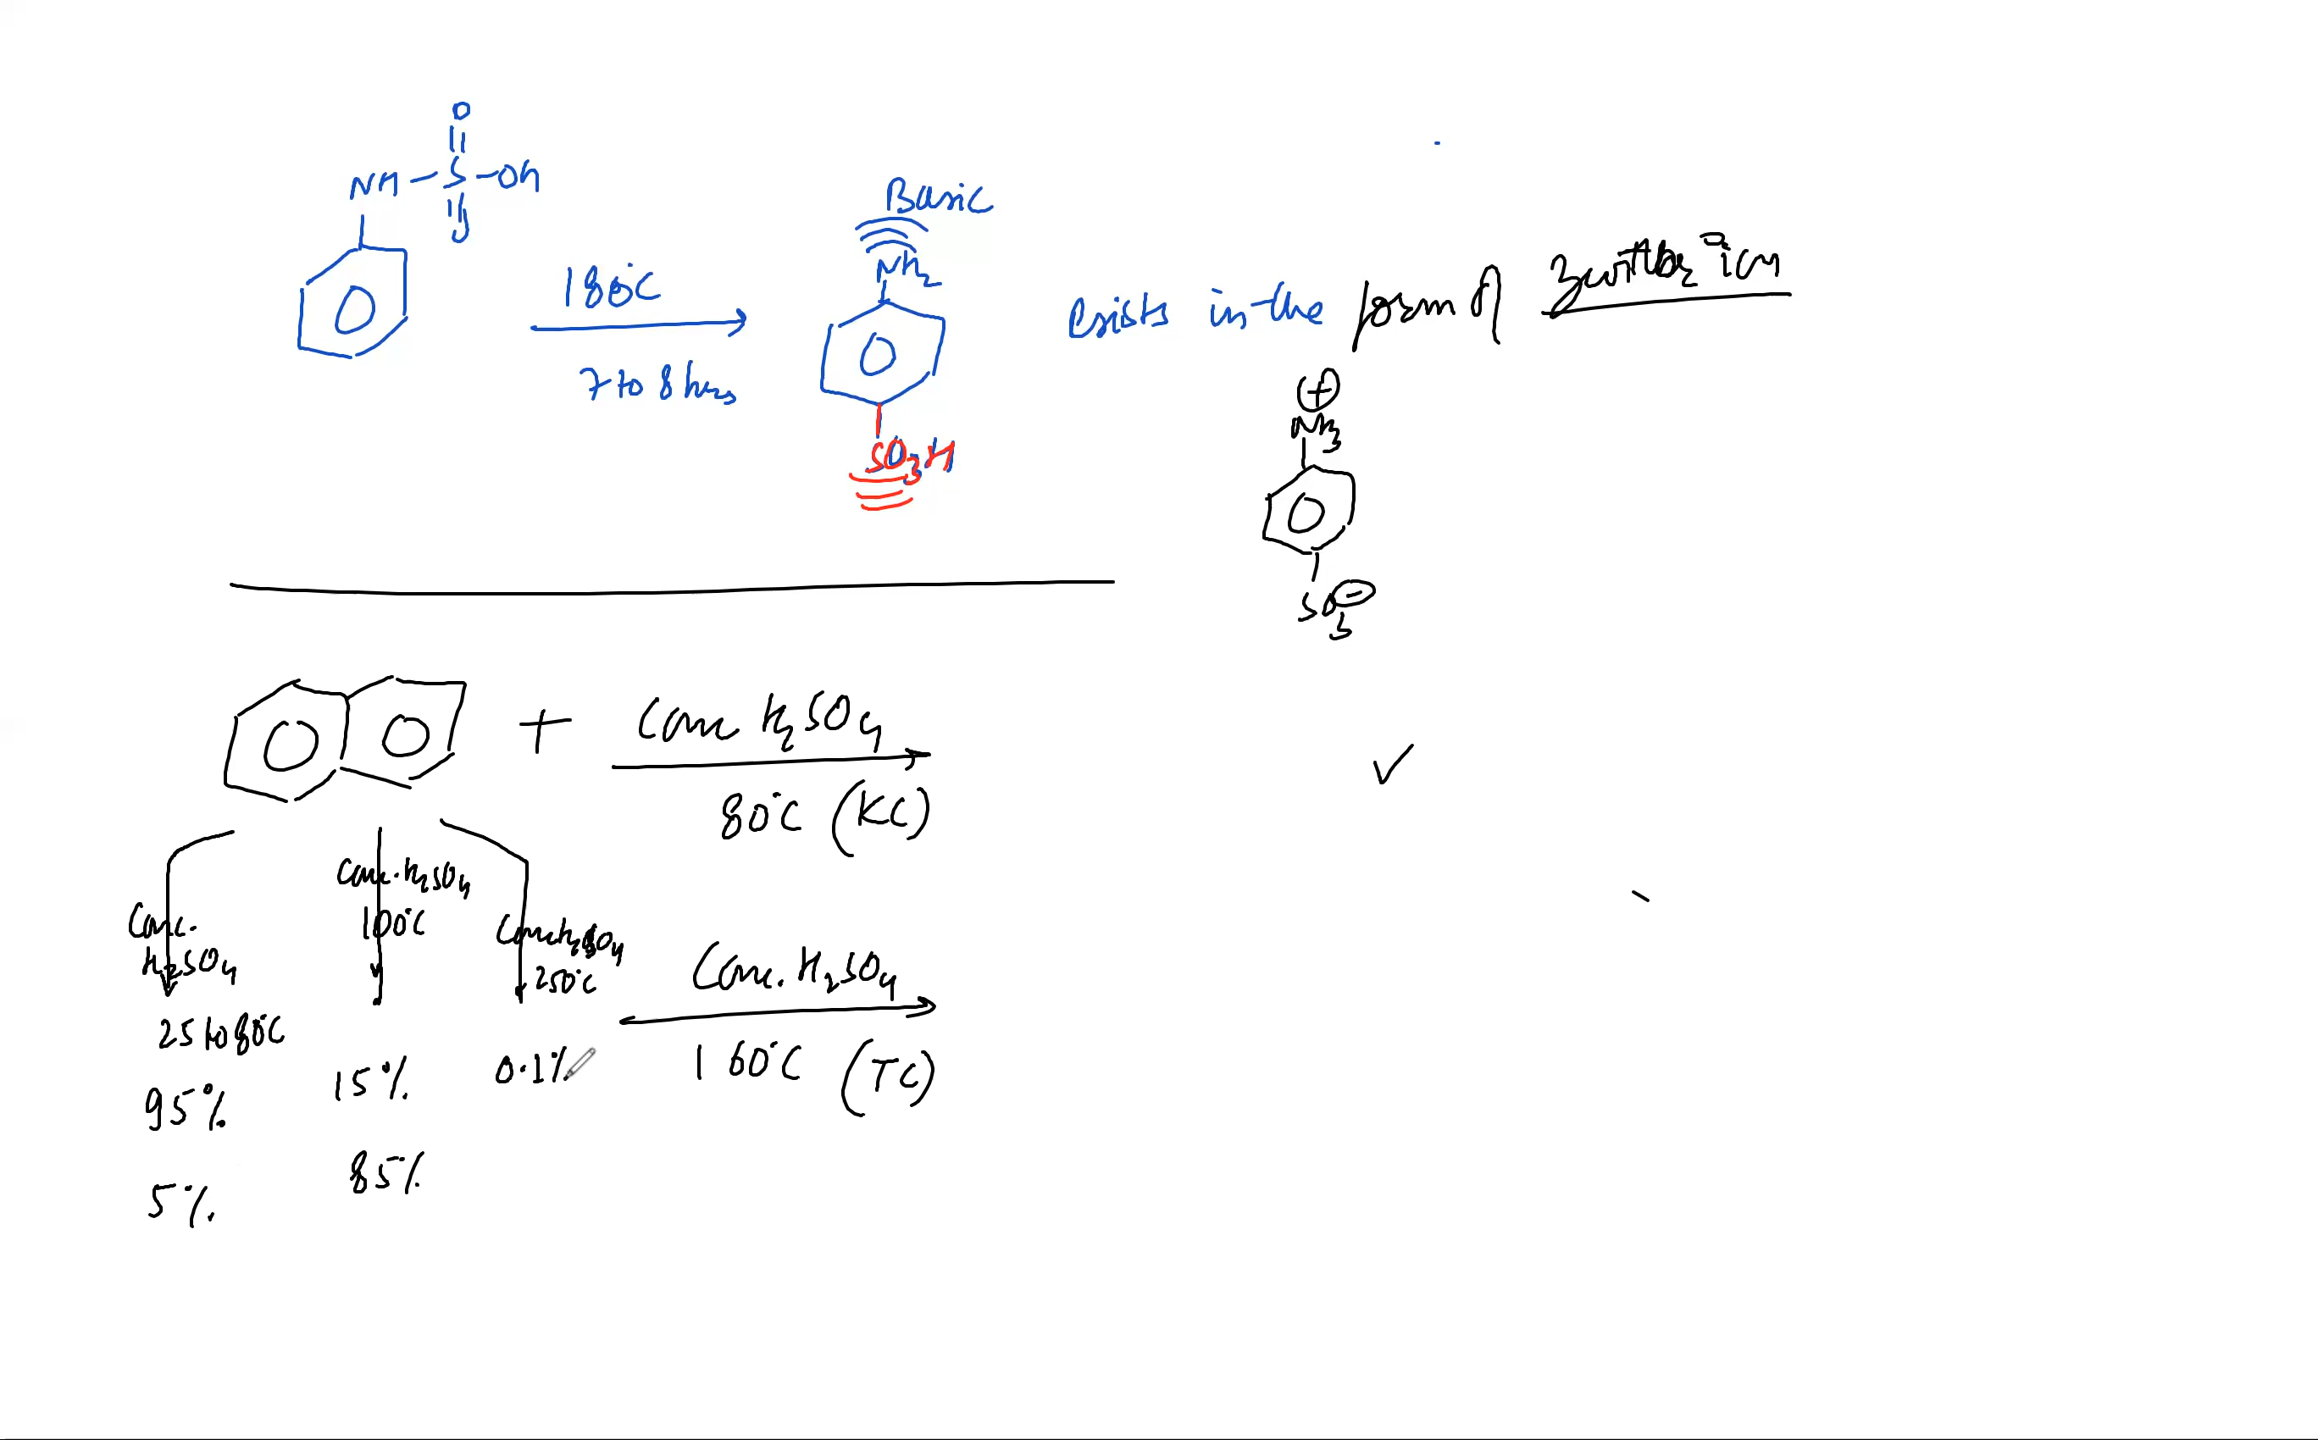 O
NH-S-OH
O
180°C
7 to 8 hrs
Basic
NH2
SO3H
exists in the form of Zwitter ion
⊕
NH3
SO3⊖
+ Conc H2SO4
80°C (KC)
Conc.
H2SO4
25 to 80°C
95%
5%
Conc. H2SO4
100°C
15%
85%
Conc H2SO4
250°C
0.1%
Conc. H2SO4
160°C (TC)